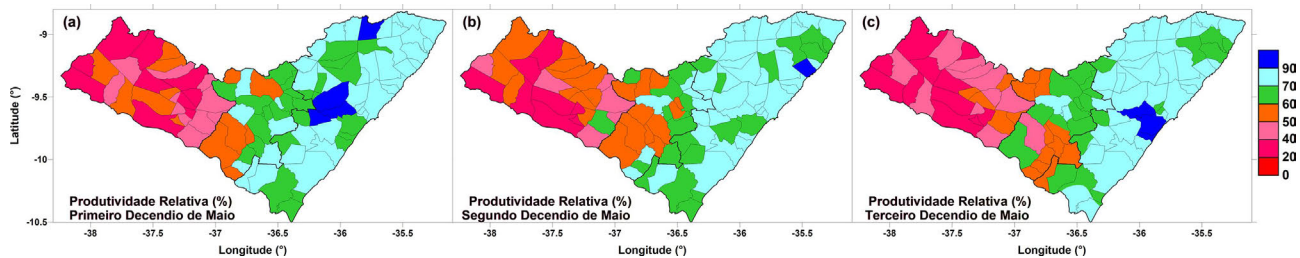 (a)
(b)
(c)
-9
-9.5
-10
-10.5
Latitude (°)
Produtividade Relativa (%)
Primeiro Decendio de Maio
Produtividade Relativa (%)
Segundo Decendio de Maio
Produtividade Relativa (%)
Terceiro Decendio de Maio
90
70
60
50
40
20
0
-38 -37.5 -37 -36.5 -36 -35.5
-38 -37.5 -37 -36.5 -36 -35.5
-38 -37.5 -37 -36.5 -36 -35.5
Longitude (°)
Longitude (°)
Longitude (°)